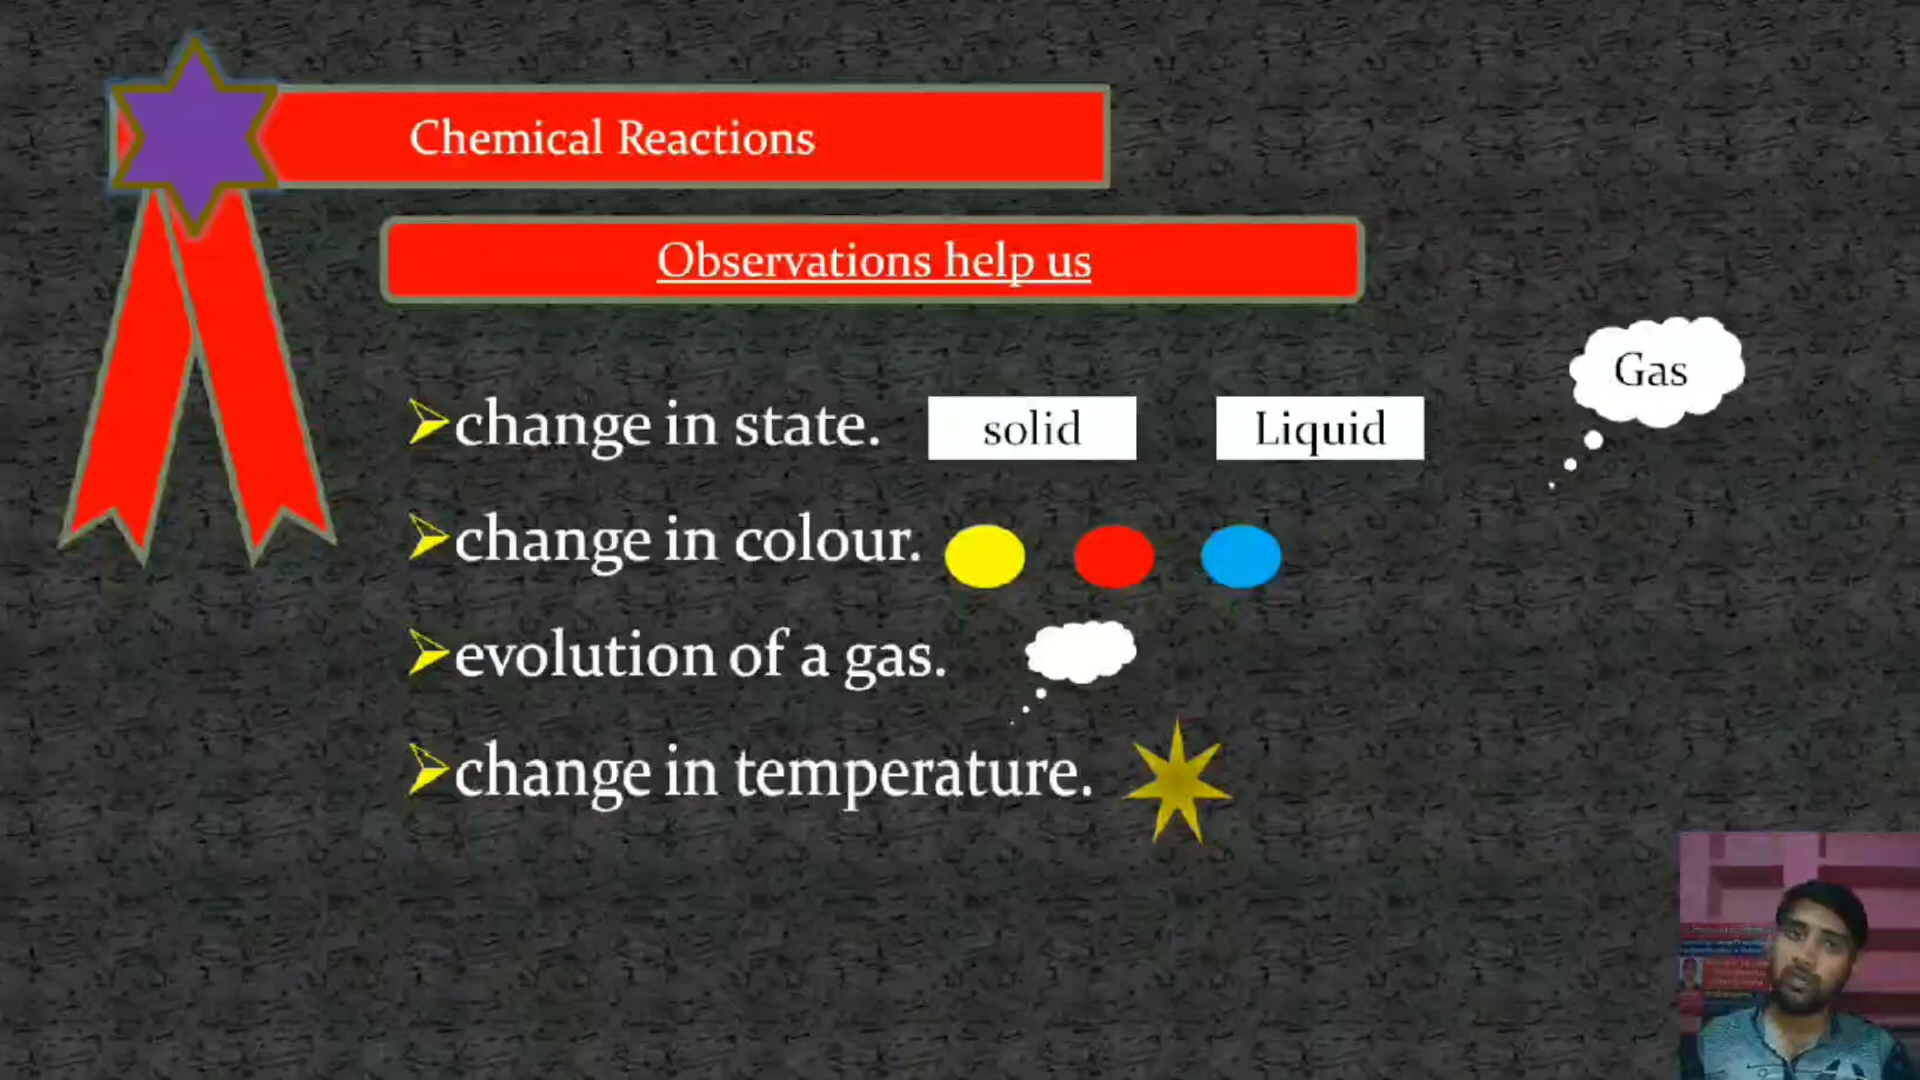 Chemical Reactions
Observations help us
Gas
change in state. solid Liquid
change in colour.
evolution of a gas.
change in temperature.